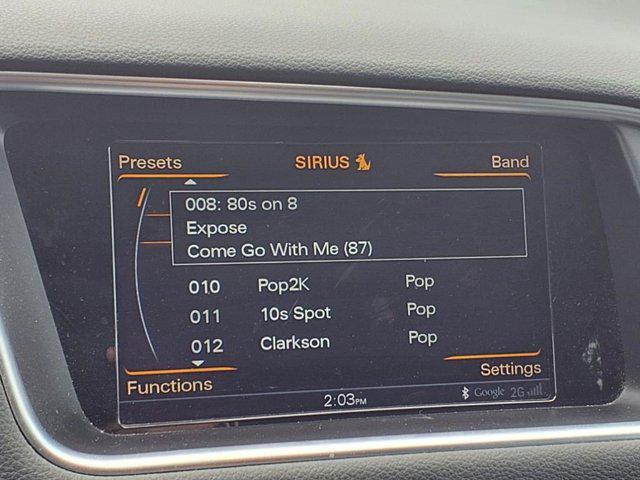 Presets SIRIUS Band
008: 80s on 8
Expose
Come Go With Me (87)
010 Pop2K Pop
011 10s Spot Pop
012 Clarkson Pop
Functions Settings
2:03PM Google 2G